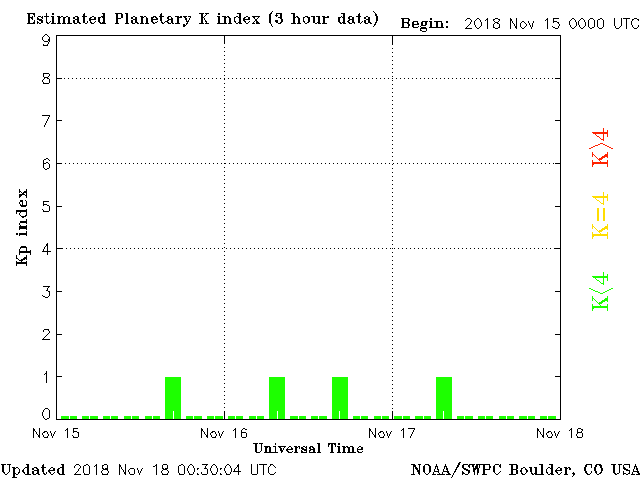 Estimated Planetary K index (3 hour data)
Begin: 2018 Nov 15 0000 UTC
9
8
7
6
5
4
3
2
1
0
Kp index
Nov 15
Nov 16
Nov 17
Nov 18
Universal Time
K>4
K=4
K<4
Updated 2018 Nov 18 00:30:04 UTC
NOAA/SWPC Boulder, CO USA